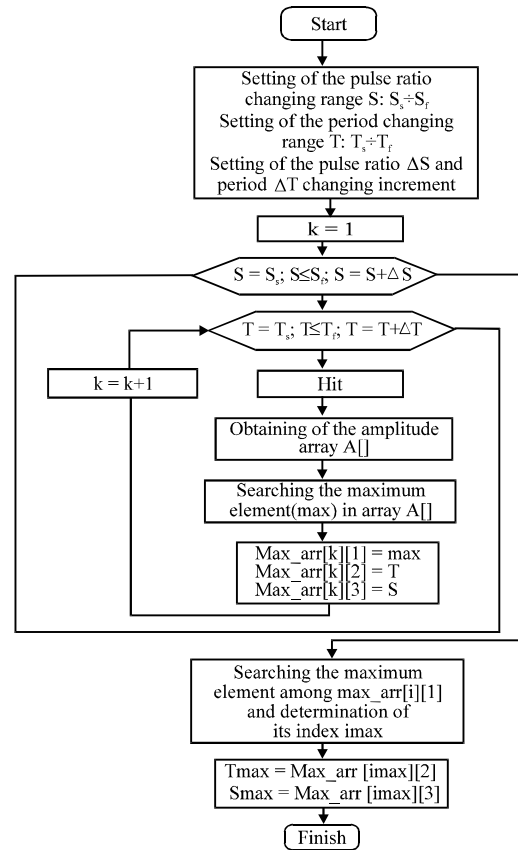 Start
Setting of the pulse ratio
changing range S: Sₛ÷S_f
Setting of the period changing
range T: Tₛ÷T_f
Setting of the pulse ratio ΔS and
period ΔT changing increment
k = 1
S = Sₛ; S≤S_f; S = S+ΔS
T = Tₛ; T≤T_f; T = T+ΔT
k = k+1
Hit
Obtaining of the amplitude
array A[]
Searching the maximum
element(max) in array A[]
Max_arr[k][1] = max
Max_arr[k][2] = T
Max_arr[k][3] = S
Searching the maximum
element among max_arr[i][1]
and determination of
its index imax
Tmax = Max_arr [imax][2]
Smax = Max_arr [imax][3]
Finish